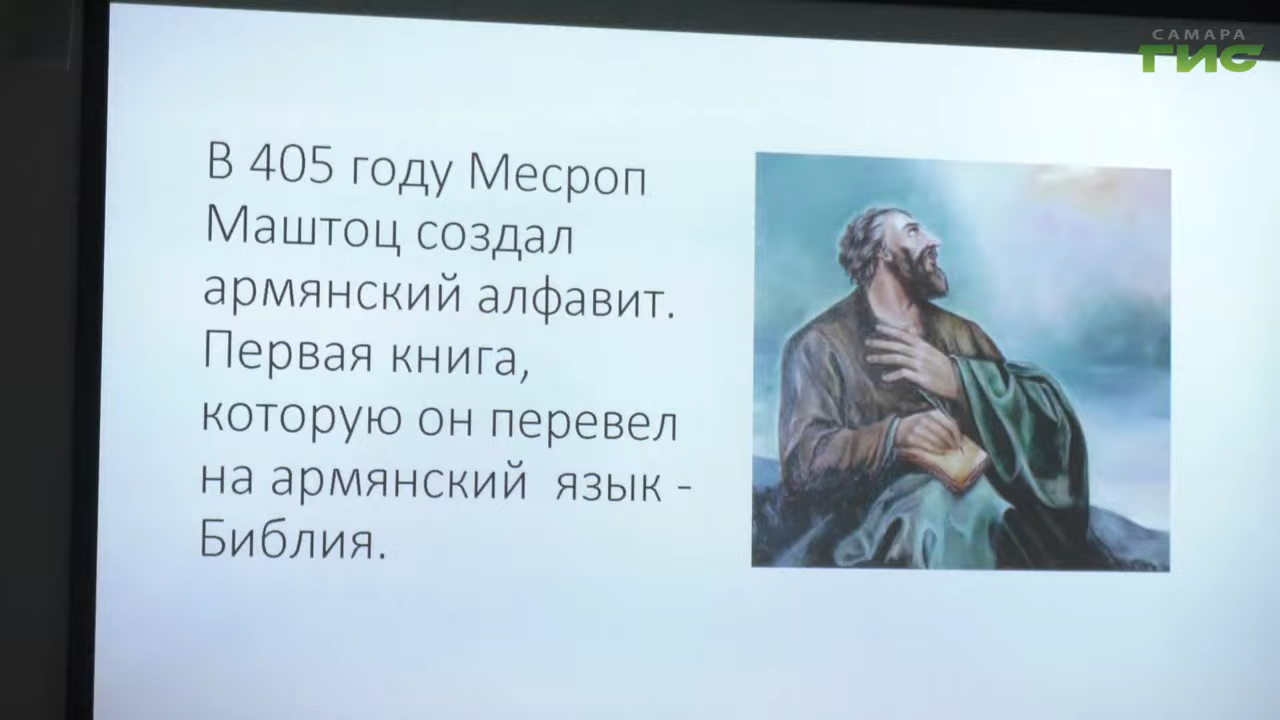 САМАРА
ГИС
В 405 году Месроп
Маштоц создал
армянский алфавит.
Первая книга,
которую он перевел
на армянский  язык -
Библия.